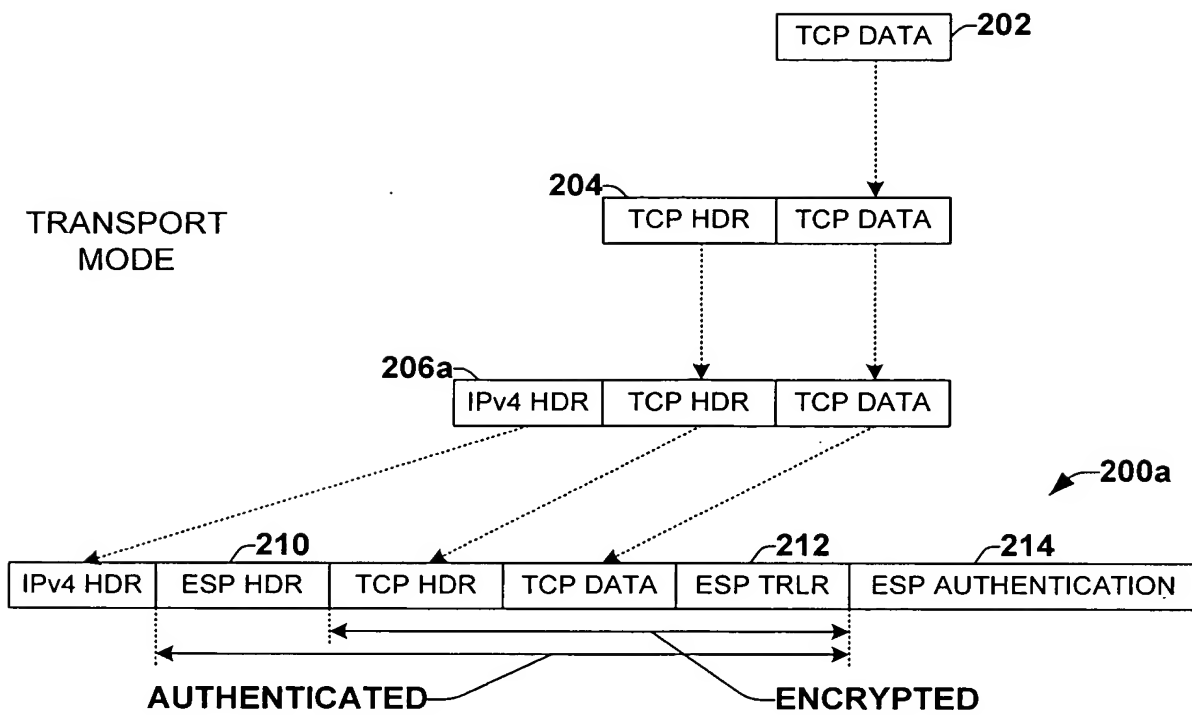 TCP DATA 202
204
TCP HDR TCP DATA
TRANSPORT
MODE
206a
IPv4 HDR TCP HDR TCP DATA
200a
210 212 214
IPv4 HDR ESP HDR TCP HDR TCP DATA ESP TRLR ESP AUTHENTICATION
AUTHENTICATED ENCRYPTED